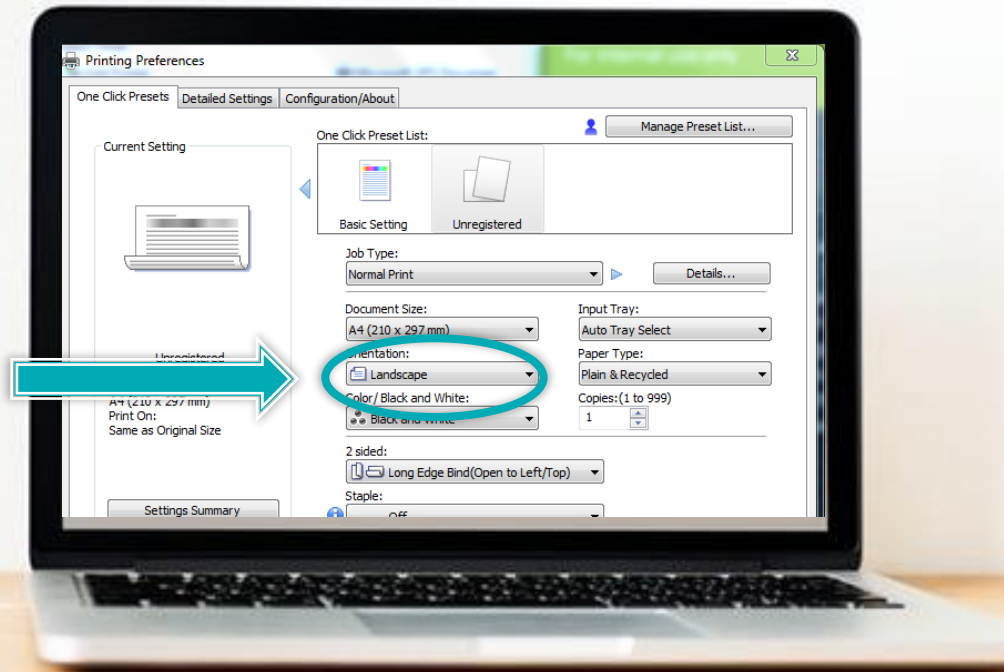 Printing Preferences
One Click Presets
Detailed Settings
Configuration/About
Current Setting
One Click Preset List:
Manage Preset List...
Basic Setting
Unregistered
Job Type:
Normal Print
Details...
Document Size:
Input Tray:
A4 (210 x 297 mm)
Auto Tray Select
Orientation:
Paper Type:
Landscape
Plain & Recycled
Color/ Black and White:
Copies:(1 to 999)
Black and White
1
Unregistered
A4 (210 x 297 mm)
Print On:
Same as Original Size
2 sided:
Long Edge Bind(Open to Left/Top)
Staple:
Off
Settings Summary